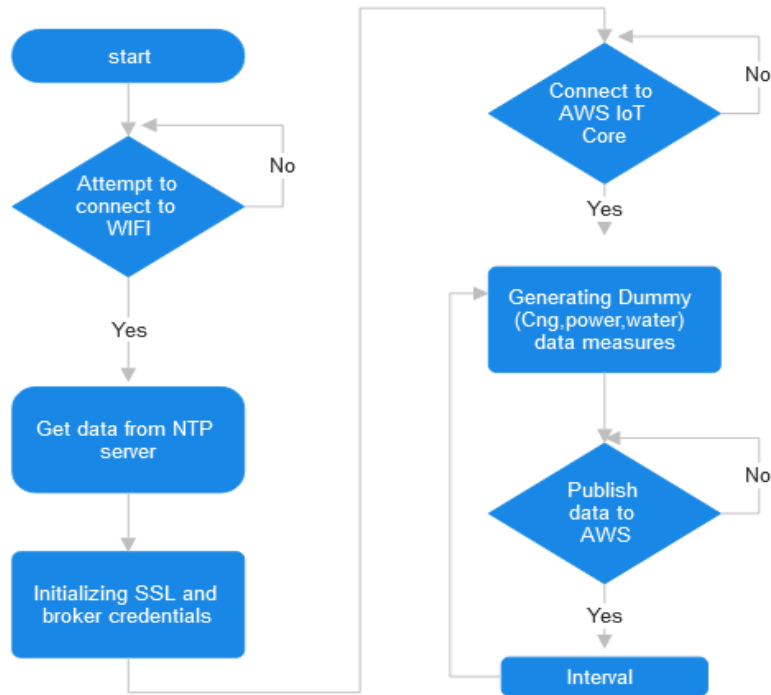 start
No
Attempt to
connect to
WIFI
Yes
Get data from NTP
server
Initializing SSL and
broker credentials
No
Connect to
AWS IoT
Core
Yes
Generating Dummy
(Cng,power,water)
data measures
No
Publish
data to
AWS
Yes
Interval